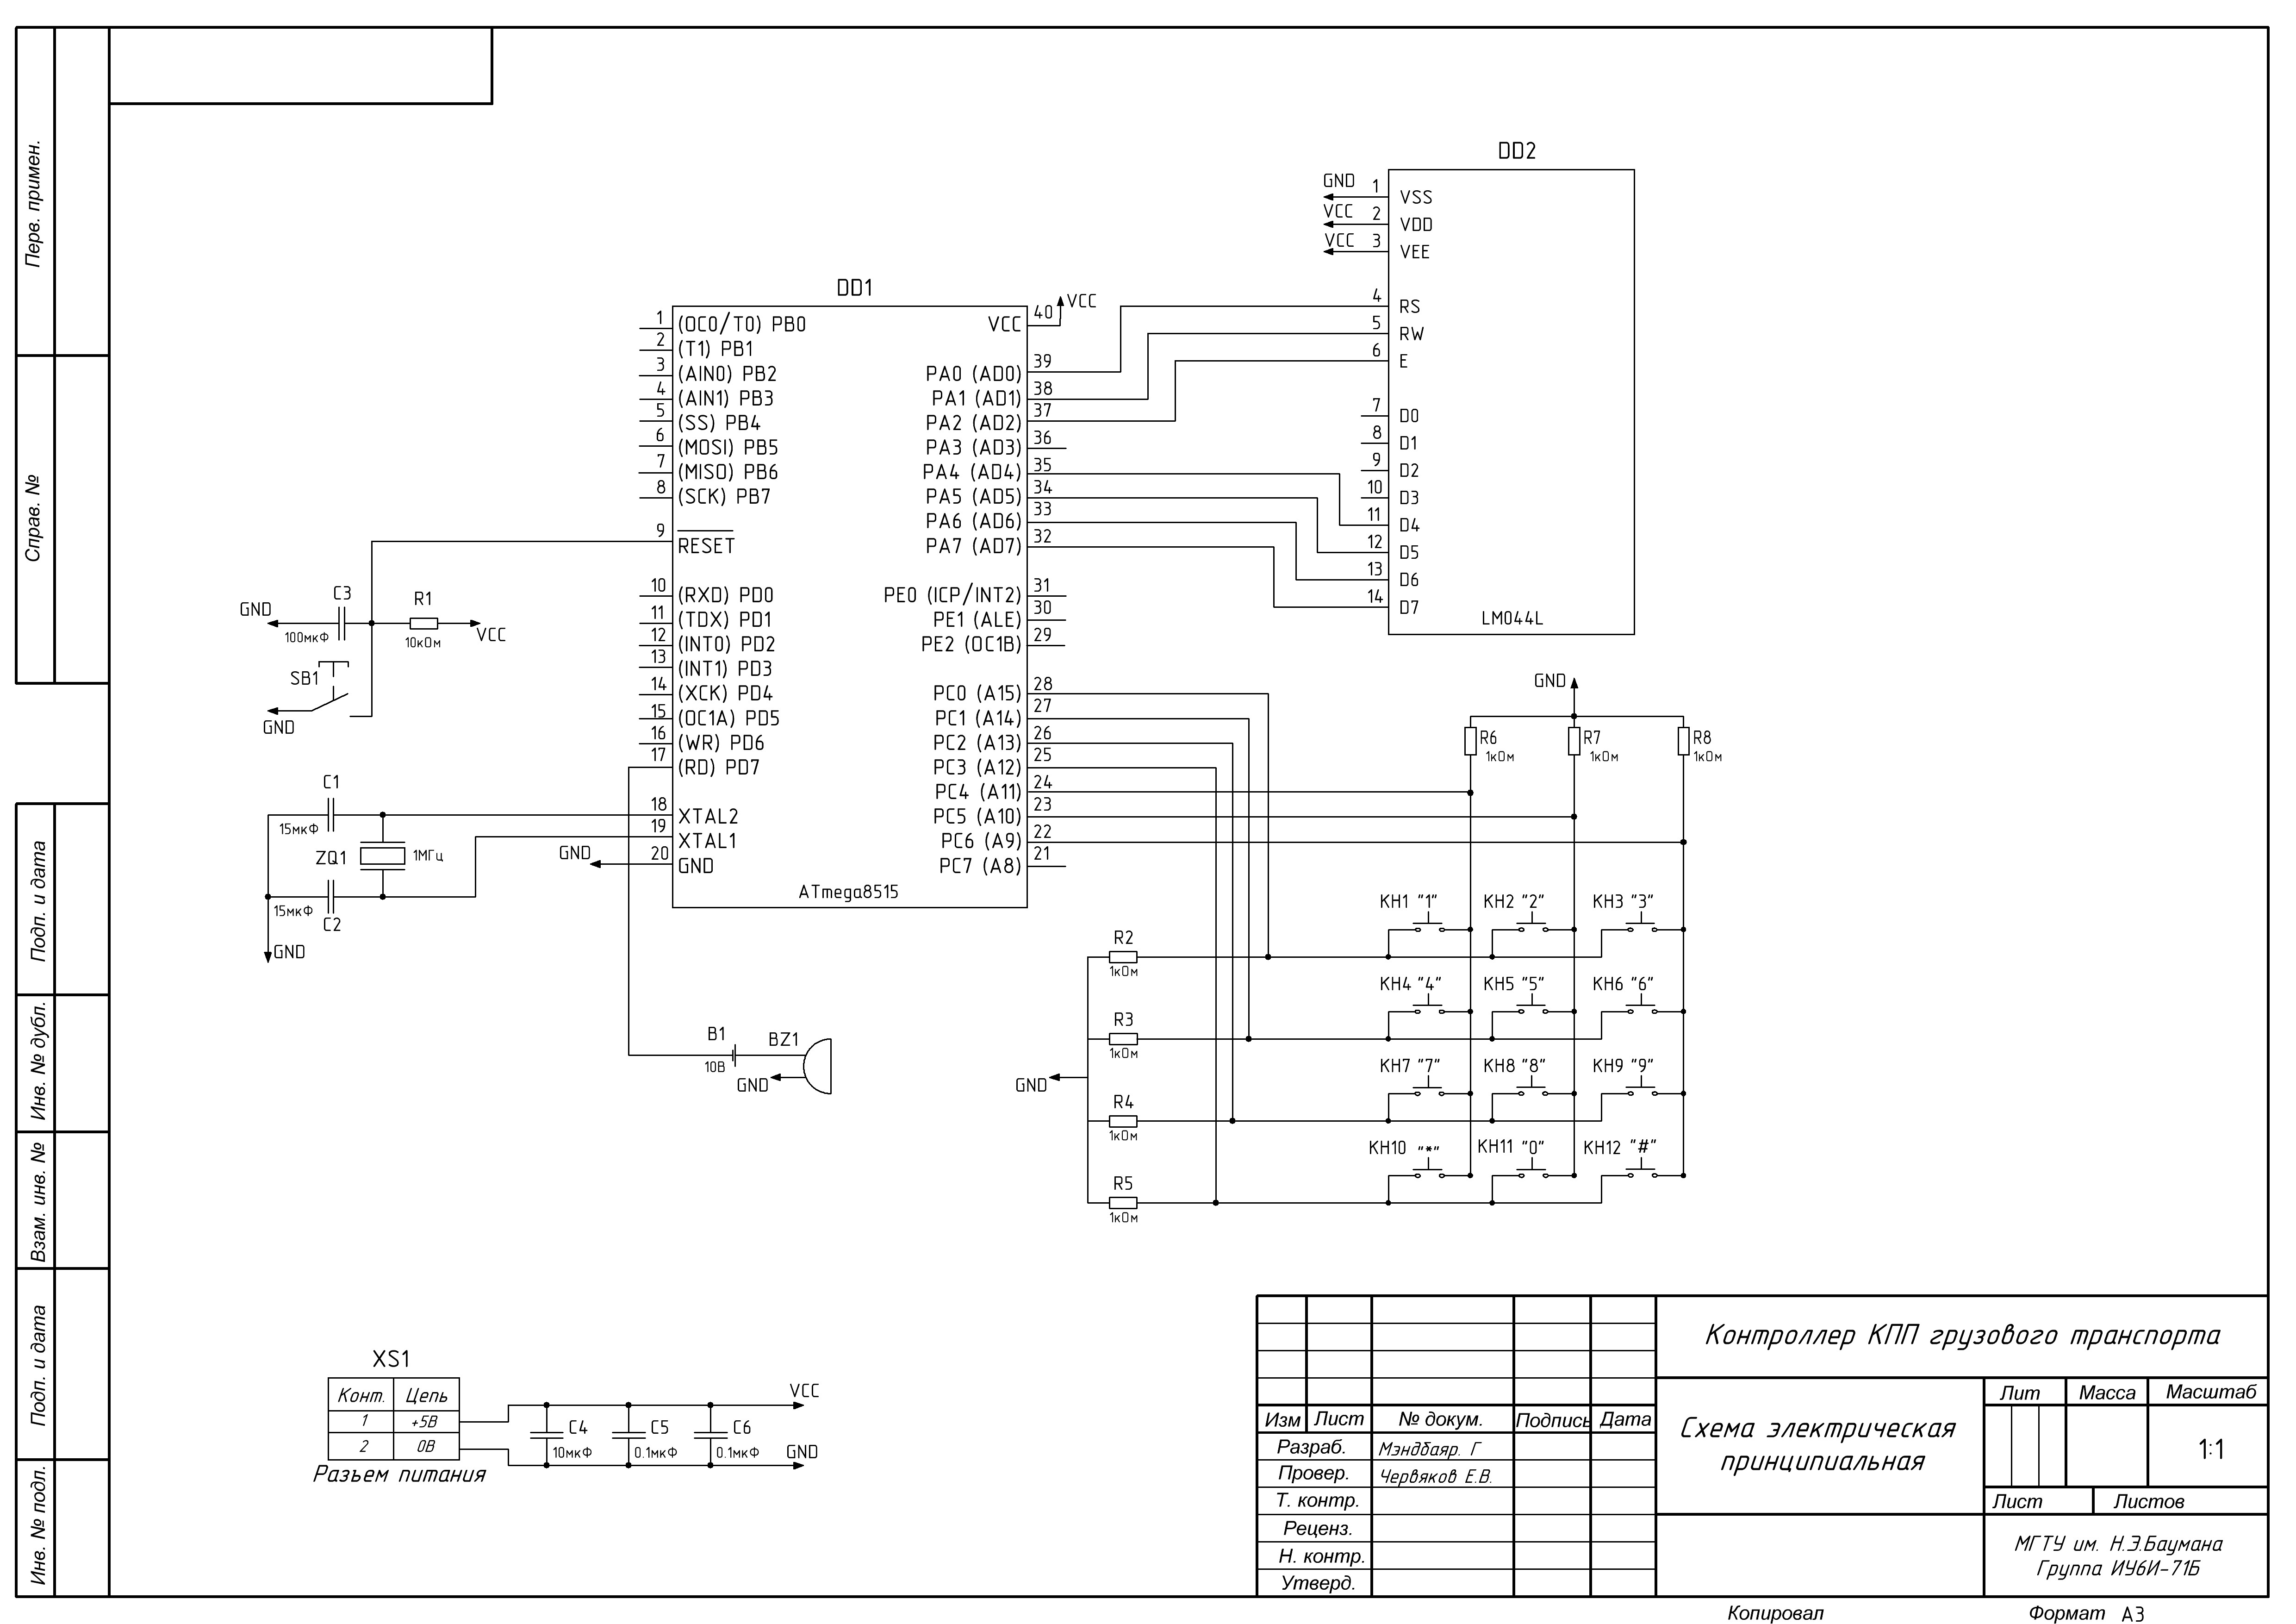 Перв. примен.
Справ. №
Подп. и дата
Инв. № дубл.
Взам. инв. №
Подп. и дата
Инв. № подл.
DD1
1 (OC0/T0) PB0
2 (T1) PB1
3 (AIN0) PB2
4 (AIN1) PB3
5 (SS) PB4
6 (MOSI) PB5
7 (MISO) PB6
8 (SCK) PB7
9 RESET
10 (RXD) PD0
11 (TDX) PD1
12 (INT0) PD2
13 (INT1) PD3
14 (XCK) PD4
15 (OC1A) PD5
16 (WR) PD6
17 (RD) PD7
18 XTAL2
19 XTAL1
GND 20 GND
VCC 40 VCC
PA0 (AD0) 39
PA1 (AD1) 38
PA2 (AD2) 37
PA3 (AD3) 36
PA4 (AD4) 35
PA5 (AD5) 34
PA6 (AD6) 33
PA7 (AD7) 32
PE0 (ICP/INT2) 31
PE1 (ALE) 30
PE2 (OC1B) 29
PC0 (A15) 28
PC1 (A14) 27
PC2 (A13) 26
PC3 (A12) 25
PC4 (A11) 24
PC5 (A10) 23
PC6 (A9) 22
PC7 (A8) 21
ATmega8515
DD2
GND 1 VSS
VCC 2 VDD
VCC 3 VEE
4 RS
5 RW
6 E
7 D0
8 D1
9 D2
10 D3
11 D4
12 D5
13 D6
14 D7
LM044L
GND C3 R1
100мкФ 10кОм VCC
SB1
GND
C1
15мкФ
ZQ1 1МГц
15мкФ
C2
GND
B1 BZ1
10В
GND
GND
R6 R7 R8
1кОм 1кОм 1кОм
KH1 "1" KH2 "2" KH3 "3"
R2
1кОм
KH4 "4" KH5 "5" KH6 "6"
R3
1кОм
KH7 "7" KH8 "8" KH9 "9"
GND
R4
1кОм
KH10 "*" KH11 "0" KH12 "#"
R5
1кОм
XS1
Конт. Цепь
1 +5В
2 0В
Разъем питания
VCC
C4 C5 C6
10мкФ 0.1мкФ 0.1мкФ
GND
Контроллер КПП грузового транспорта
Схема электрическая
принципиальная
Лит Масса Масштаб
1:1
Лист Листов
МГТУ им. Н.Э.Баумана
Группа ИУ6И-71Б
Изм Лист № докум. Подпись Дата
Разраб. Мэндбаяр. Г
Провер. Червяков Е.В.
Т. контр.
Реценз.
Н. контр.
Утверд.
Копировал Формат А3